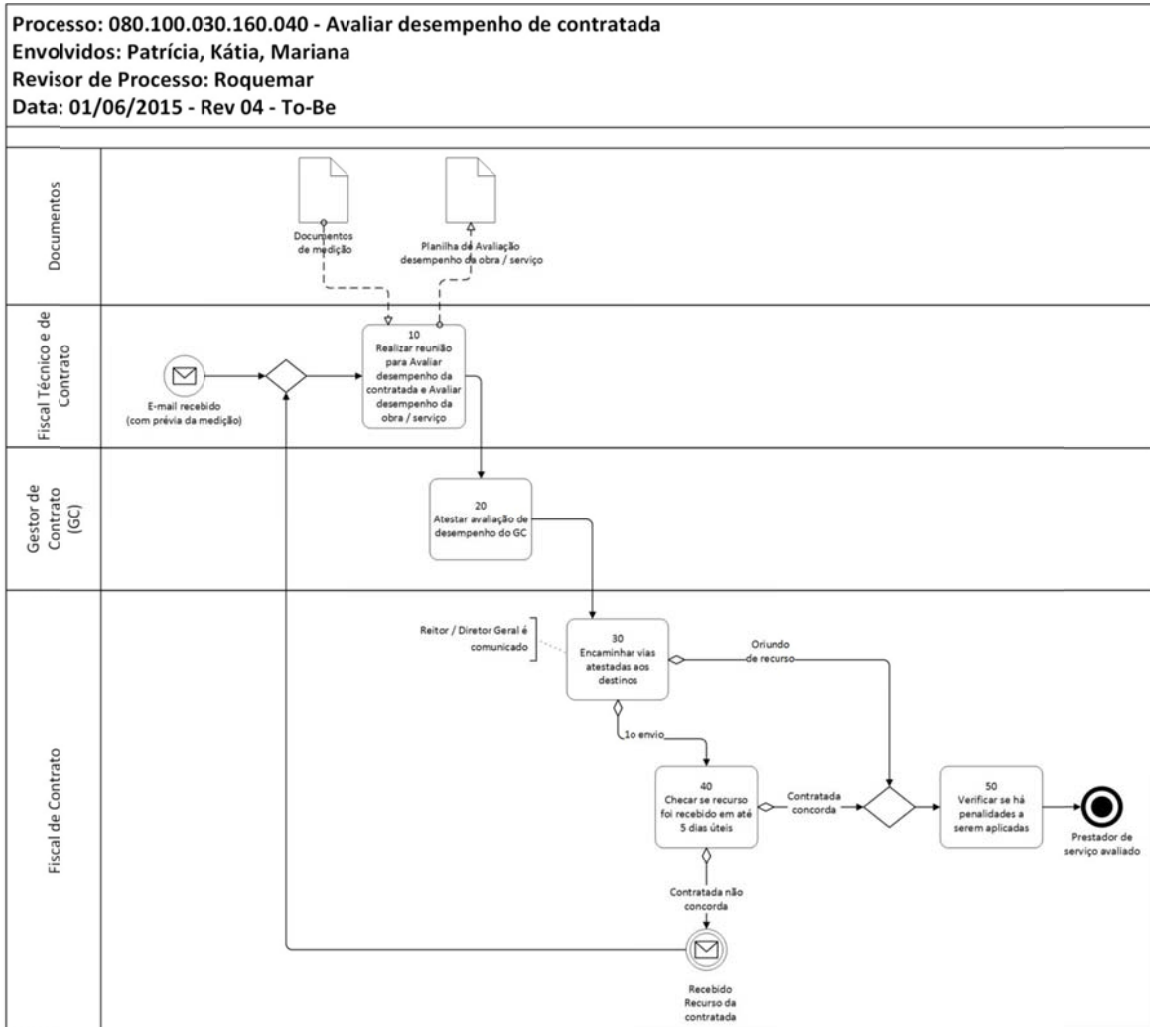 Processo: 080.100.030.160.040 - Avaliar desempenho de contratada
Envolvidos: Patrícia, Kátia, Mariana
Revisor de Processo: Roquemar
Data: 01/06/2015 - Rev 04 - To-Be
Documentos
Documentos
de medição
Planilha de Avaliação
desempenho da obra / serviço
Fiscal Técnico e de
Contrato
E-mail recebido
(com prévia da medição)
10
Realizar reunião
para Avaliar
desempenho da
contratada e Avaliar
desempenho da
obra / serviço
Gestor de
Contrato
(GC)
20
Atestar avaliação de
desempenho do GC
Fiscal de Contrato
Reitor / Diretor Geral é
comunicado
30
Encaminhar vias
atestadas aos
destinos
Oriundo
de recurso
1o envio
40
Checar se recurso
foi recebido em até
5 dias úteis
Contratada
concorda
50
Verificar se há
penalidades a
serem aplicadas
Prestador de
serviço avaliado
Contratada não
concorda
Recebido
Recurso da
contratada